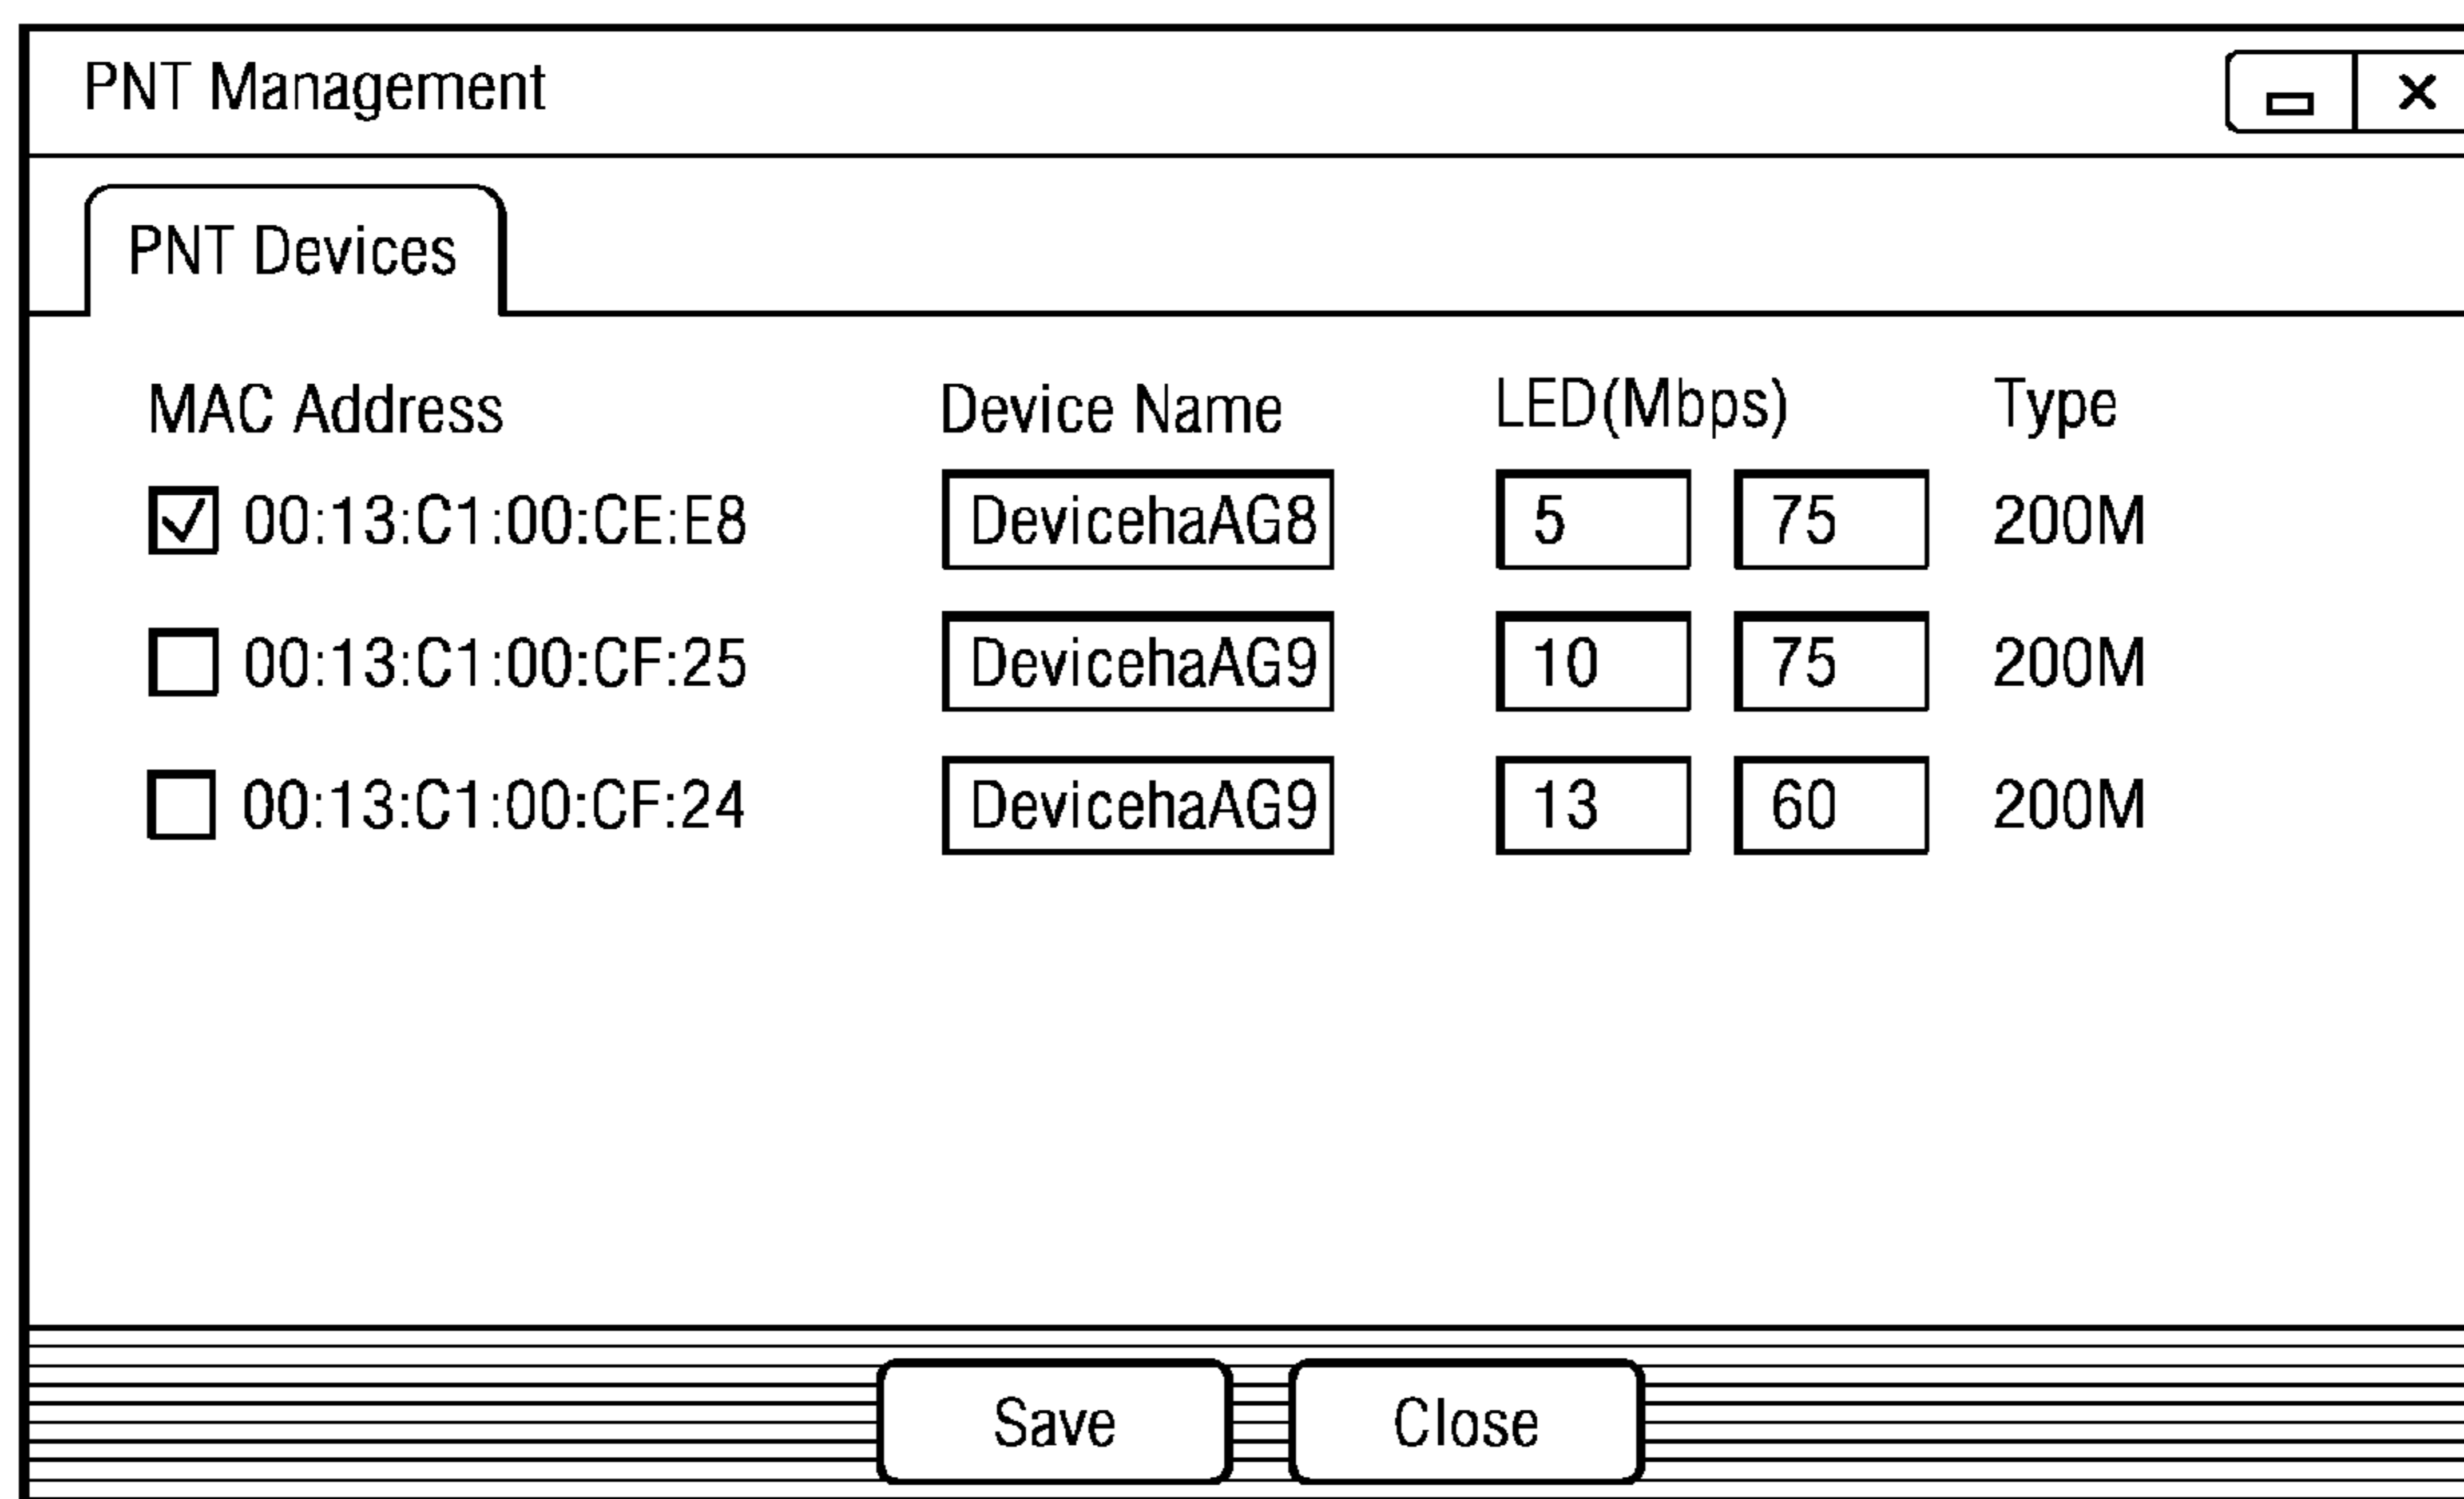 PNT Management
PNT Devices
MAC Address Device Name LED(Mbps) Type
00:13:C1:00:CE:E8 DevicehaAG8 5 75 200M
00:13:C1:00:CF:25 DevicehaAG9 10 75 200M
00:13:C1:00:CF:24 DevicehaAG9 13 60 200M
Save Close